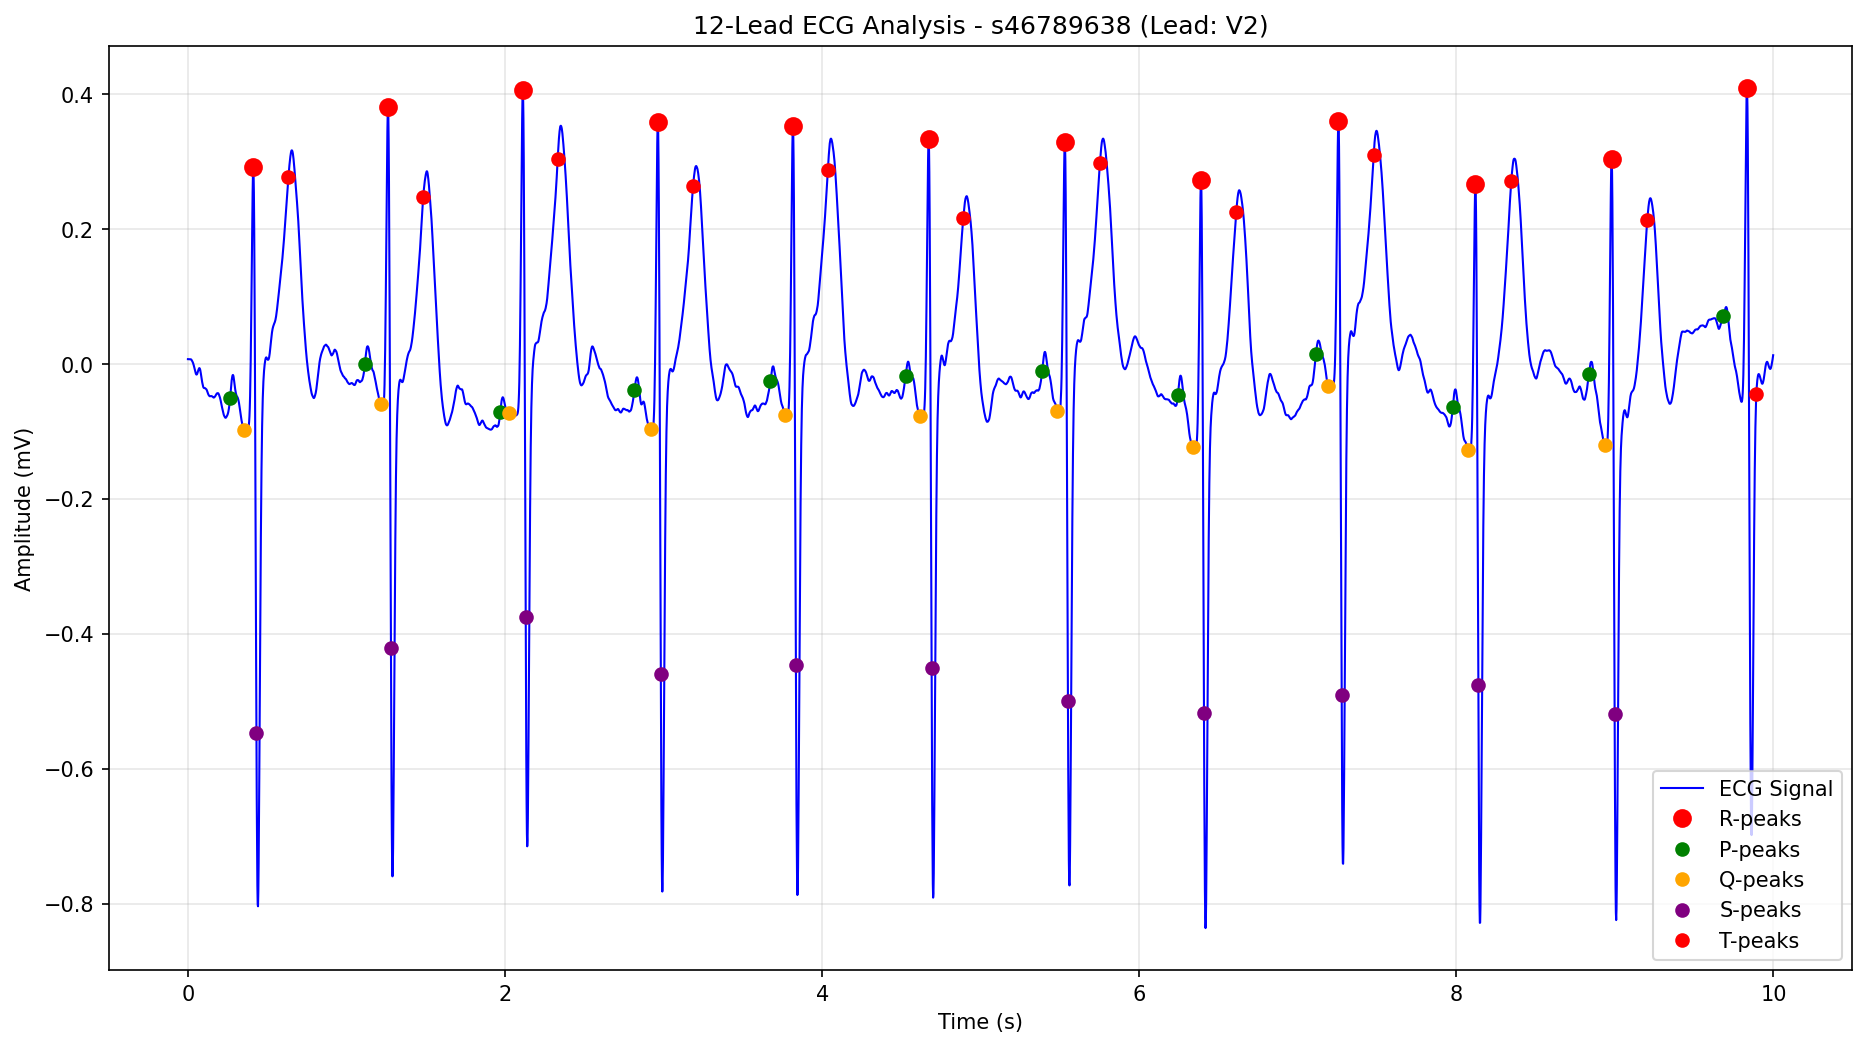 12-Lead ECG Analysis - s46789638 (Lead: V2)
Amplitude (mV)
0.4
0.2
0.0
−0.2
−0.4
−0.6
−0.8
0 2 4 6 8 10
Time (s)
ECG Signal
R-peaks
P-peaks
Q-peaks
S-peaks
T-peaks